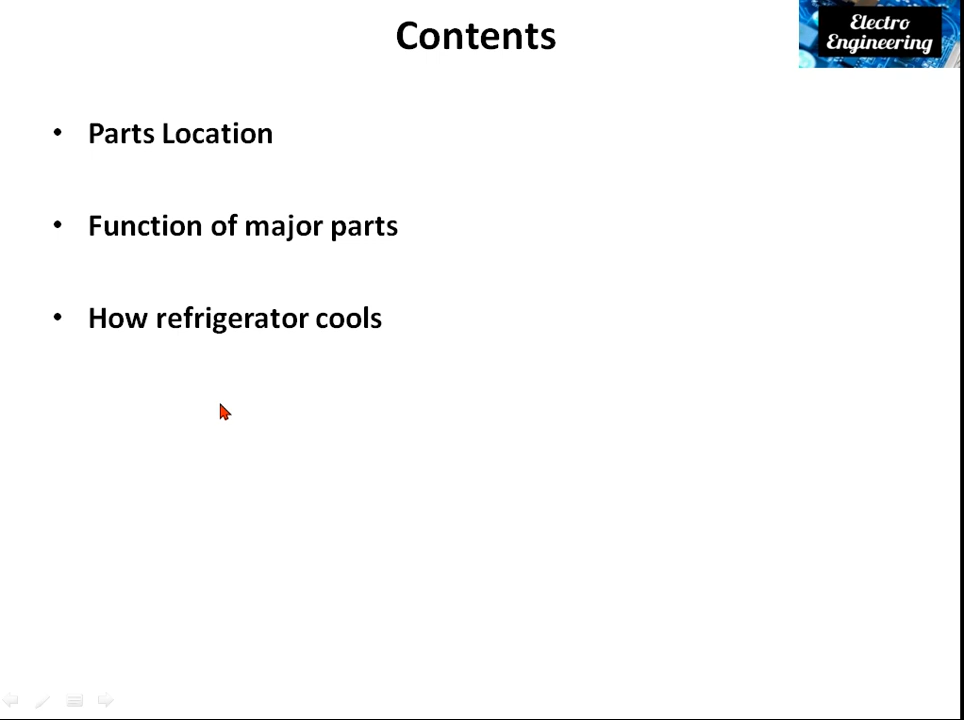 Contents
Electro
Engineering
• Parts Location
• Function of major parts
• How refrigerator cools